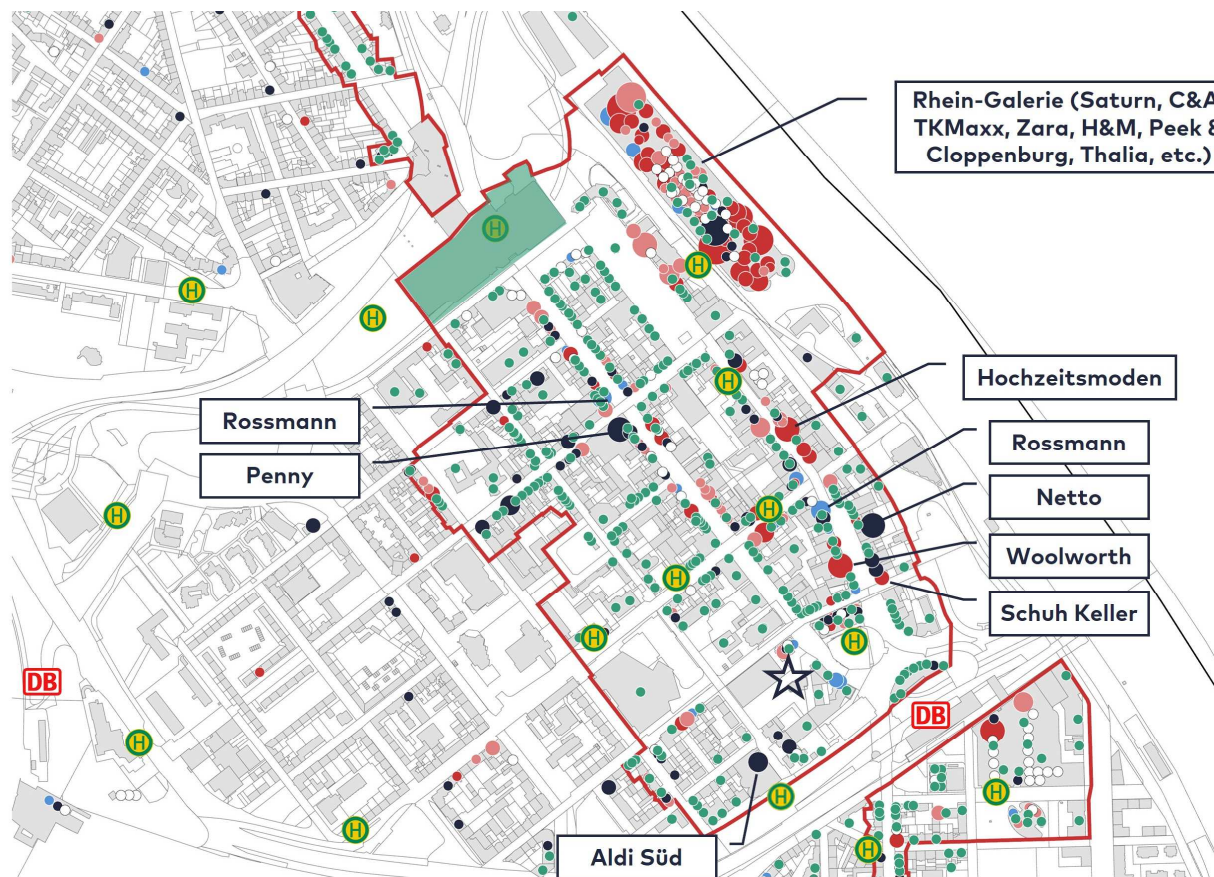 Rhein-Galerie (Saturn, C&A
TKMaxx, Zara, H&M, Peek &
Cloppenburg, Thalia, etc.)
H
H
H
H
Hochzeitsmoden
H
Rossmann
Rossmann
Penny
Netto
H
H
Woolworth
H
Schuh Keller
H
H
DB
DB
H
H
H
H
H
Aldi Süd